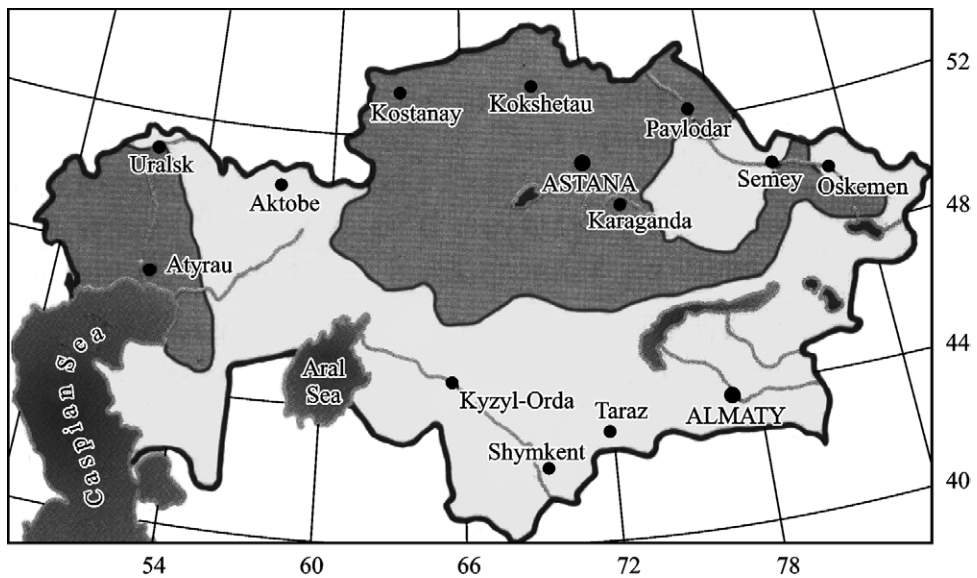 52
Kostanay
Kokshetau
Pavlodar
Uralsk
ASTANA
Semey
Oskemen
Aktobe
Karaganda
48
Atyrau
Caspian Sea
44
Aral
Sea
Kyzyl-Orda
Taraz
ALMATY
Shymkent
40
54
60
66
72
78